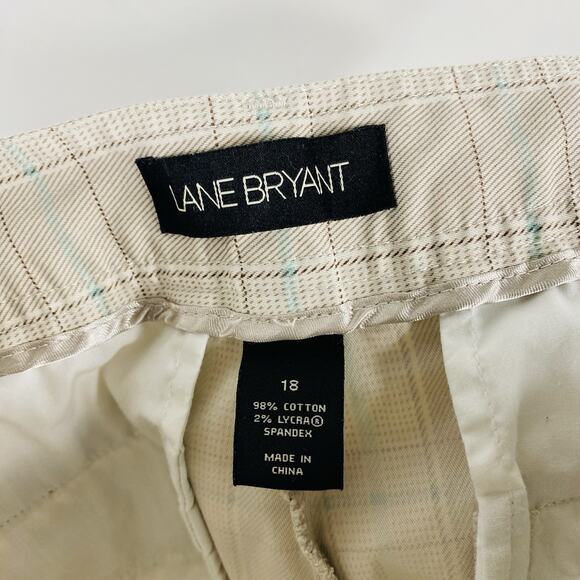 LANE BRYANT
18
98% COTTON
2% LYCRA®
SPANDEX
MADE IN
CHINA